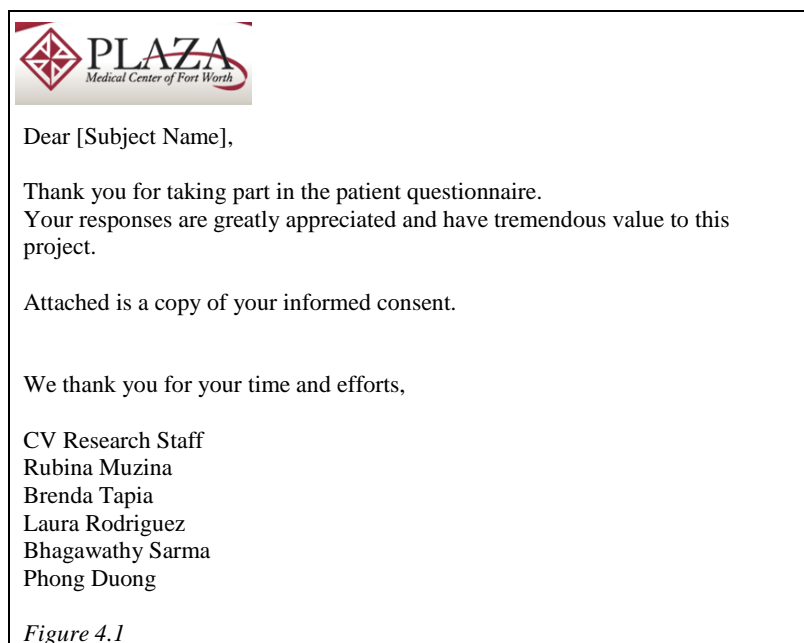 PLAZA
Medical Center of Fort Worth
Dear [Subject Name],
Thank you for taking part in the patient questionnaire.
Your responses are greatly appreciated and have tremendous value to this
project.
Attached is a copy of your informed consent.
We thank you for your time and efforts,
CV Research Staff
Rubina Muzina
Brenda Tapia
Laura Rodriguez
Bhagawathy Sarma
Phong Duong
Figure 4.1